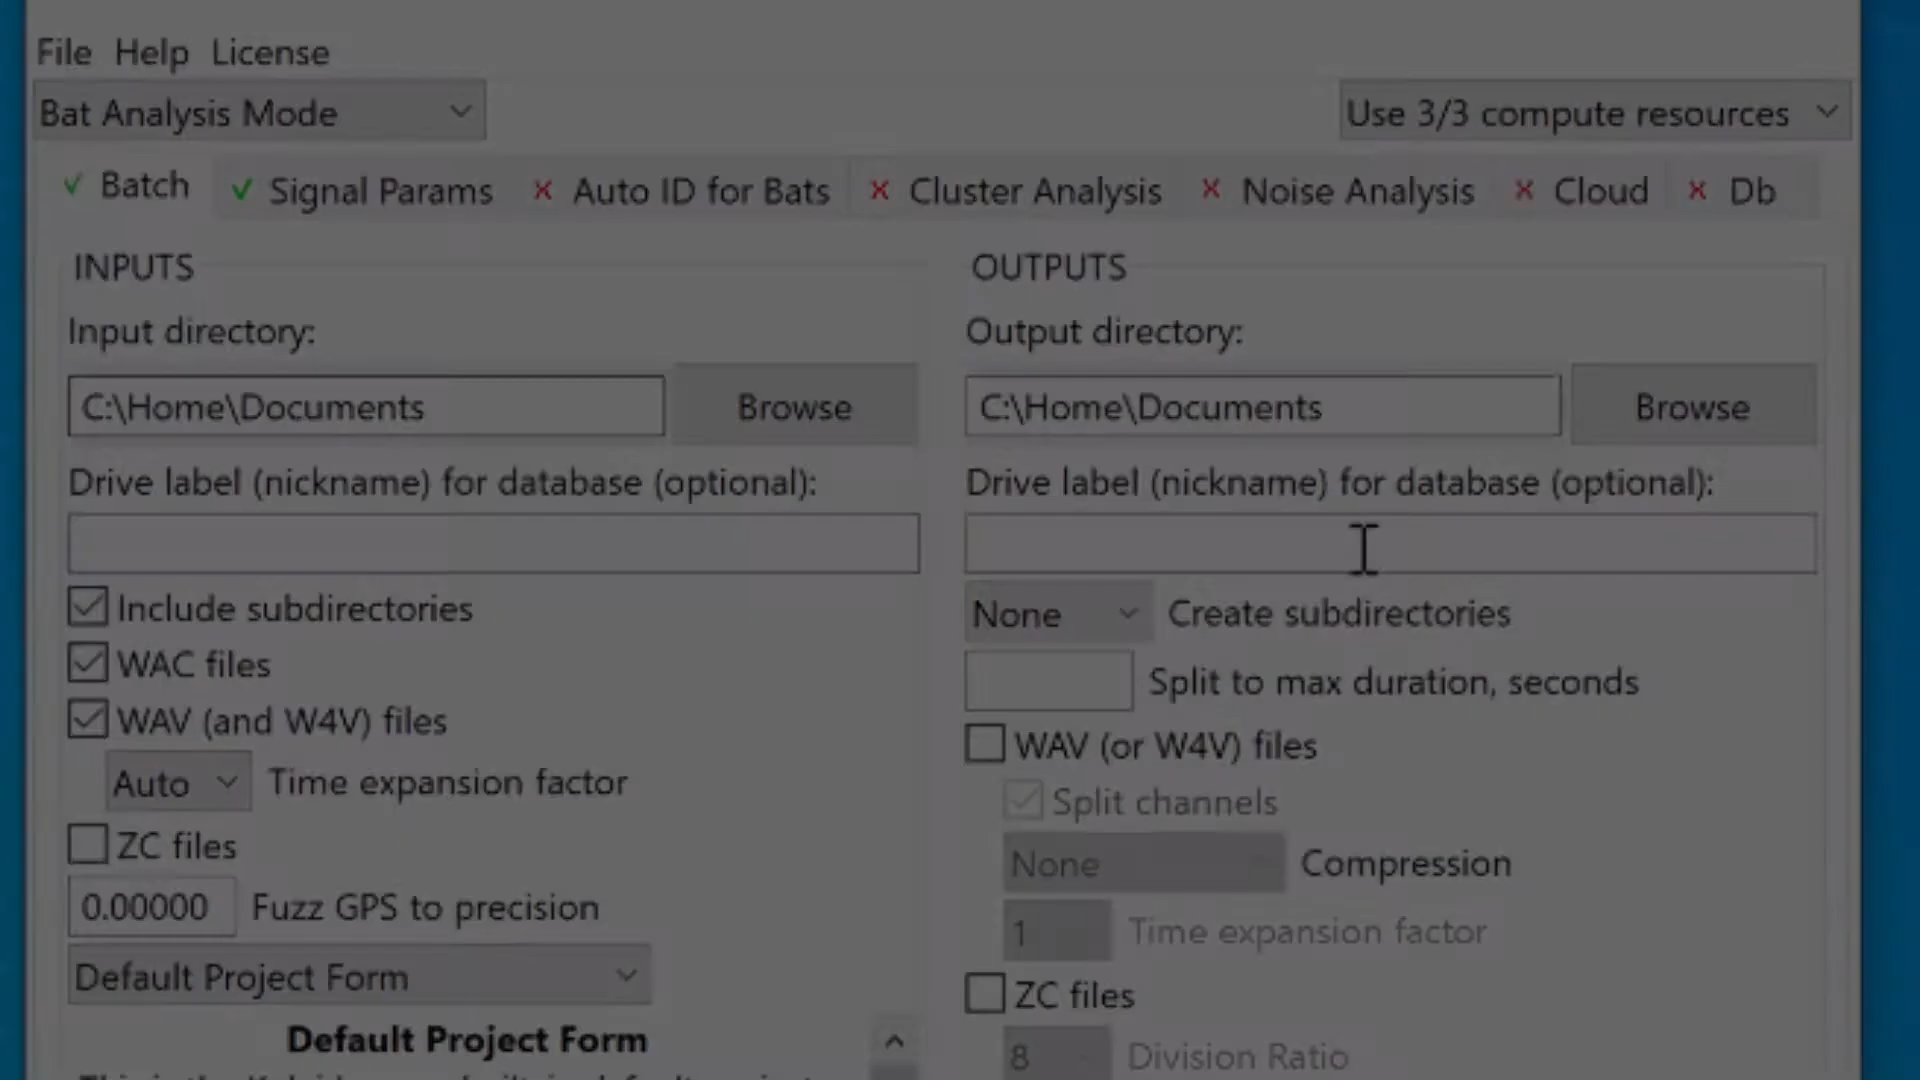 File Help License
Bat Analysis Mode
Use 3/3 compute resources
Batch Signal Params Auto ID for Bats Cluster Analysis Noise Analysis Cloud Db
INPUTS
Input directory:
C:\Home\Documents Browse
Drive label (nickname) for database (optional):
Include subdirectories
WAC files
WAV (and W4V) files
Auto Time expansion factor
ZC files
0.00000 Fuzz GPS to precision
Default Project Form
Default Project Form
OUTPUTS
Output directory:
C:\Home\Documents Browse
Drive label (nickname) for database (optional):
None Create subdirectories
Split to max duration, seconds
WAV (or W4V) files
Split channels
None Compression
1 Time expansion factor
ZC files
8 Division Ratio